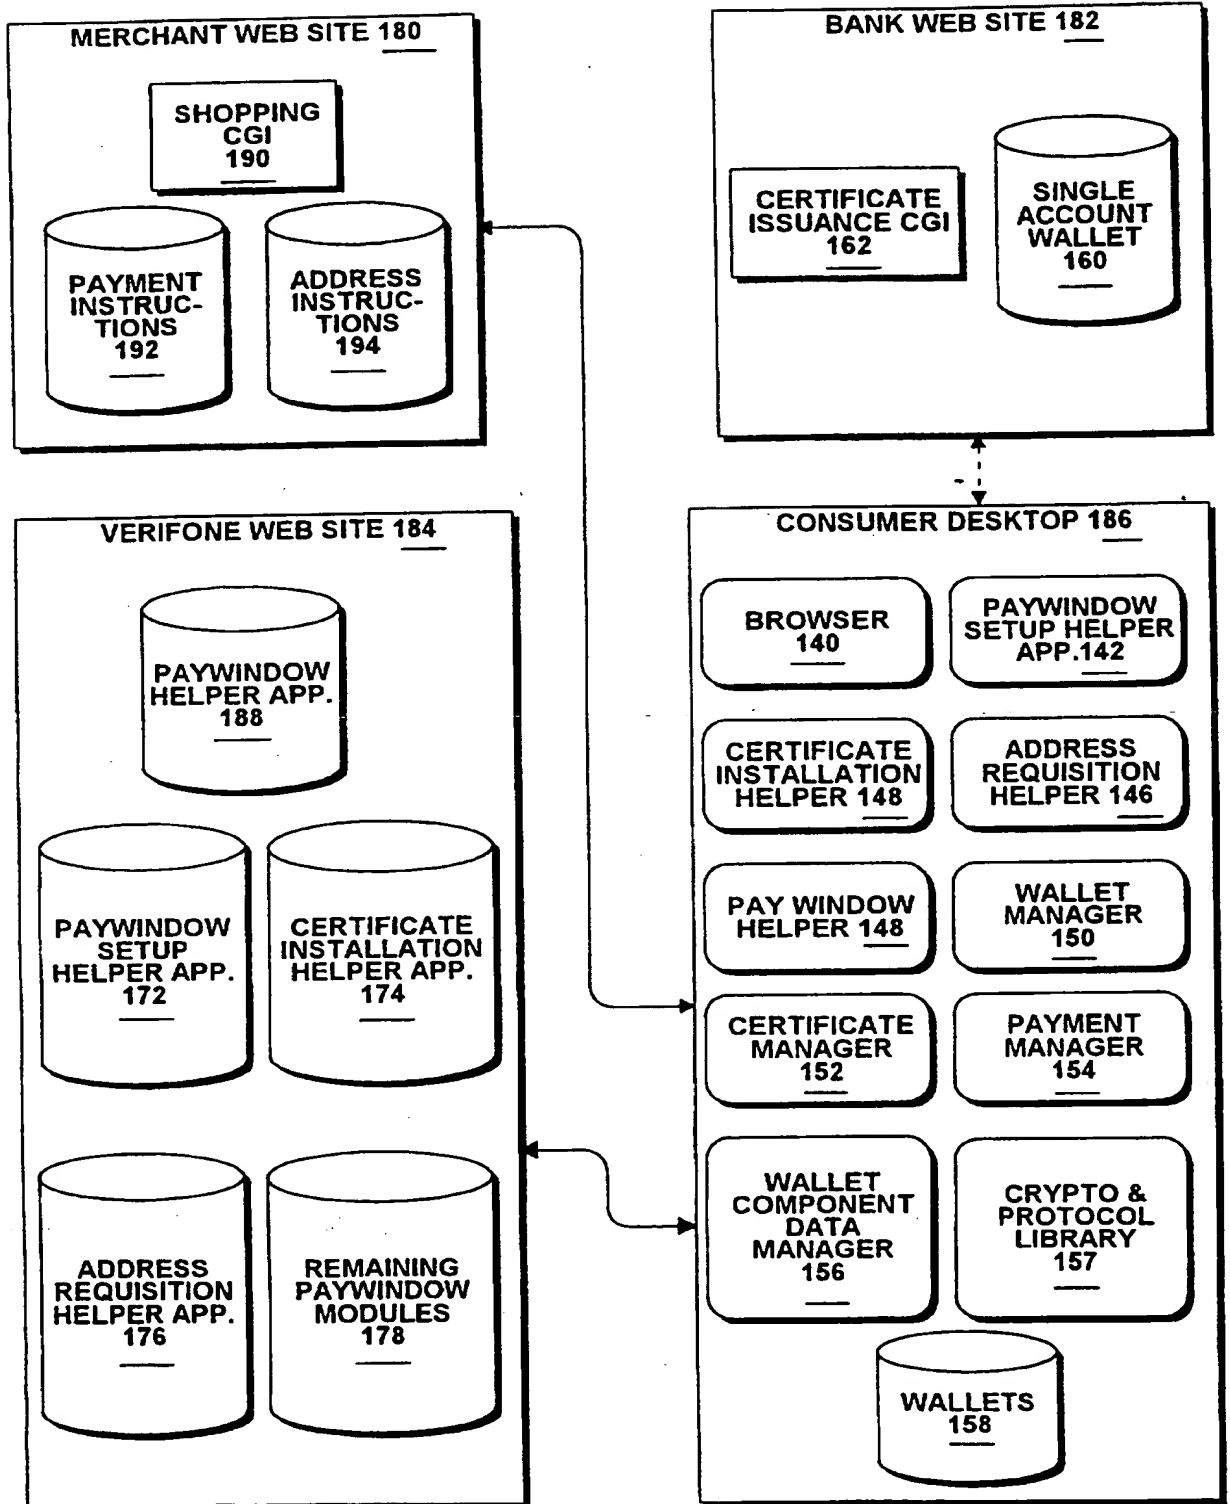 MERCHANT WEB SITE 180
SHOPPING
CGI
190
PAYMENT
INSTRUC-
TIONS
192
ADDRESS
INSTRUC-
TIONS
194
BANK WEB SITE 182
CERTIFICATE
ISSUANCE CGI
162
SINGLE
ACCOUNT
WALLET
160
VERIFONE WEB SITE 184
PAYWINDOW
HELPER APP.
188
PAYWINDOW
SETUP
HELPER APP.
172
CERTIFICATE
INSTALLATION
HELPER APP.
174
ADDRESS
REQUISITION
HELPER APP.
176
REMAINING
PAYWINDOW
MODULES
178
CONSUMER DESKTOP 186
BROWSER
140
PAYWINDOW
SETUP HELPER
APP.142
CERTIFICATE
INSTALLATION
HELPER 148
ADDRESS
REQUISITION
HELPER 146
PAY WINDOW
HELPER 148
WALLET
MANAGER
150
CERTIFICATE
MANAGER
152
PAYMENT
MANAGER
154
WALLET
COMPONENT
DATA
MANAGER
156
CRYPTO &
PROTOCOL
LIBRARY
157
WALLETS
158